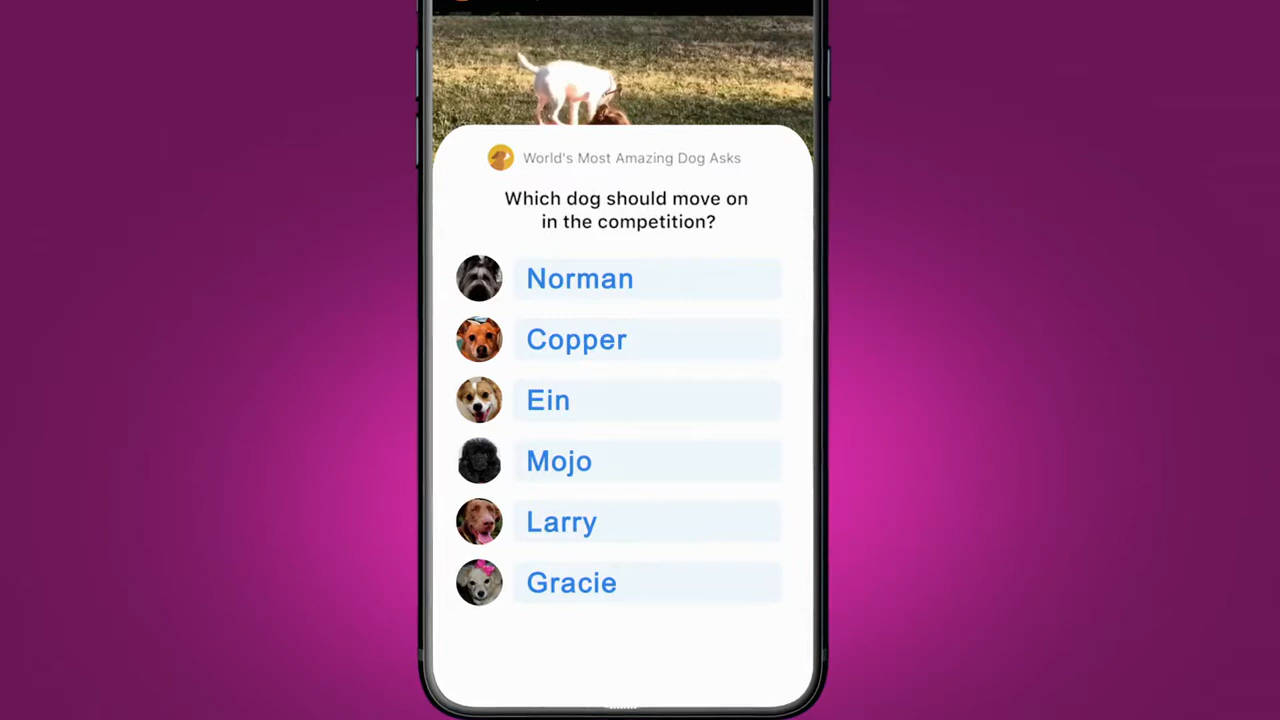 World's Most Amazing Dog Asks
Which dog should move on
in the competition?
Norman
Copper
Ein
Mojo
Larry
Gracie